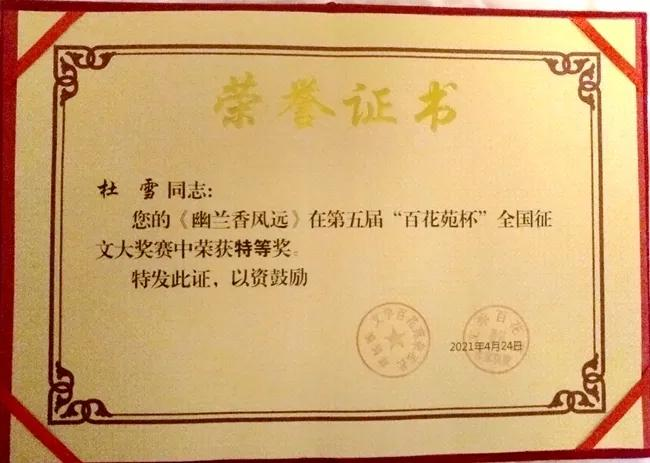 荣誉证书
杜 雪 同志：
您的《幽兰香风远》在第五届“百花苑杯”全国征
文大奖赛中荣获特等奖。
特发此证，以资鼓励
2021年4月24日